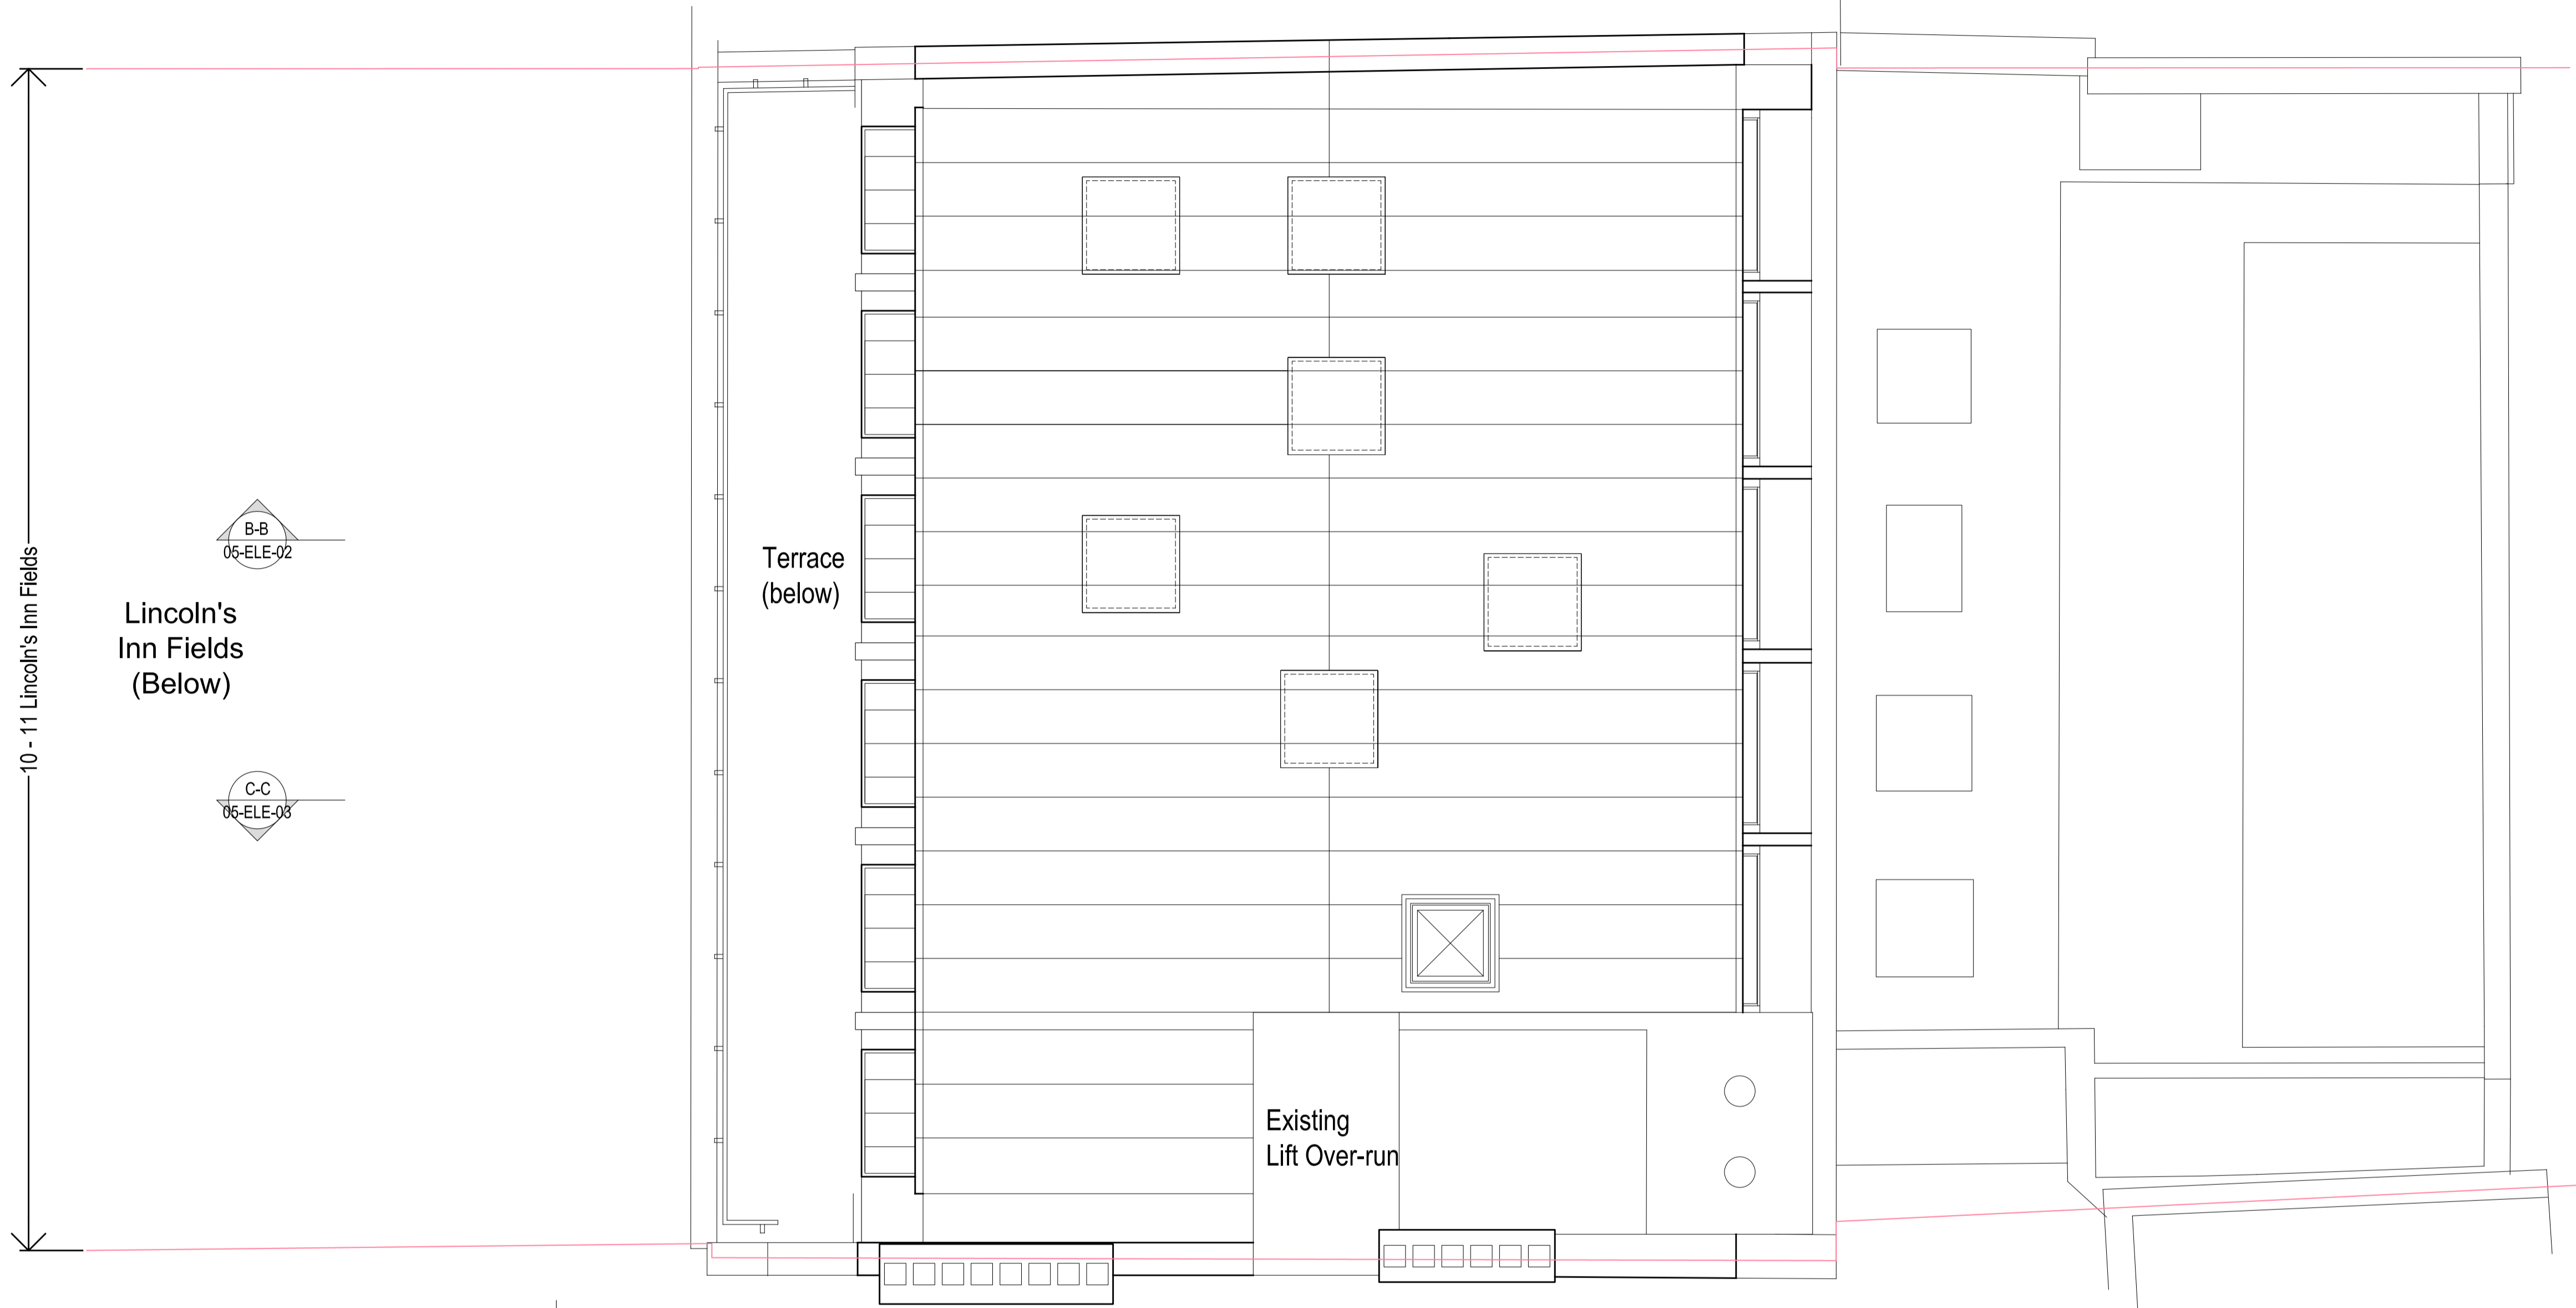 10 - 11 Lincoln's Inn Fields
B-B
05-ELE-02
Lincoln's
Inn Fields
(Below)
C-C
05-ELE-03
Terrace
(below)
Existing
Lift Over-run